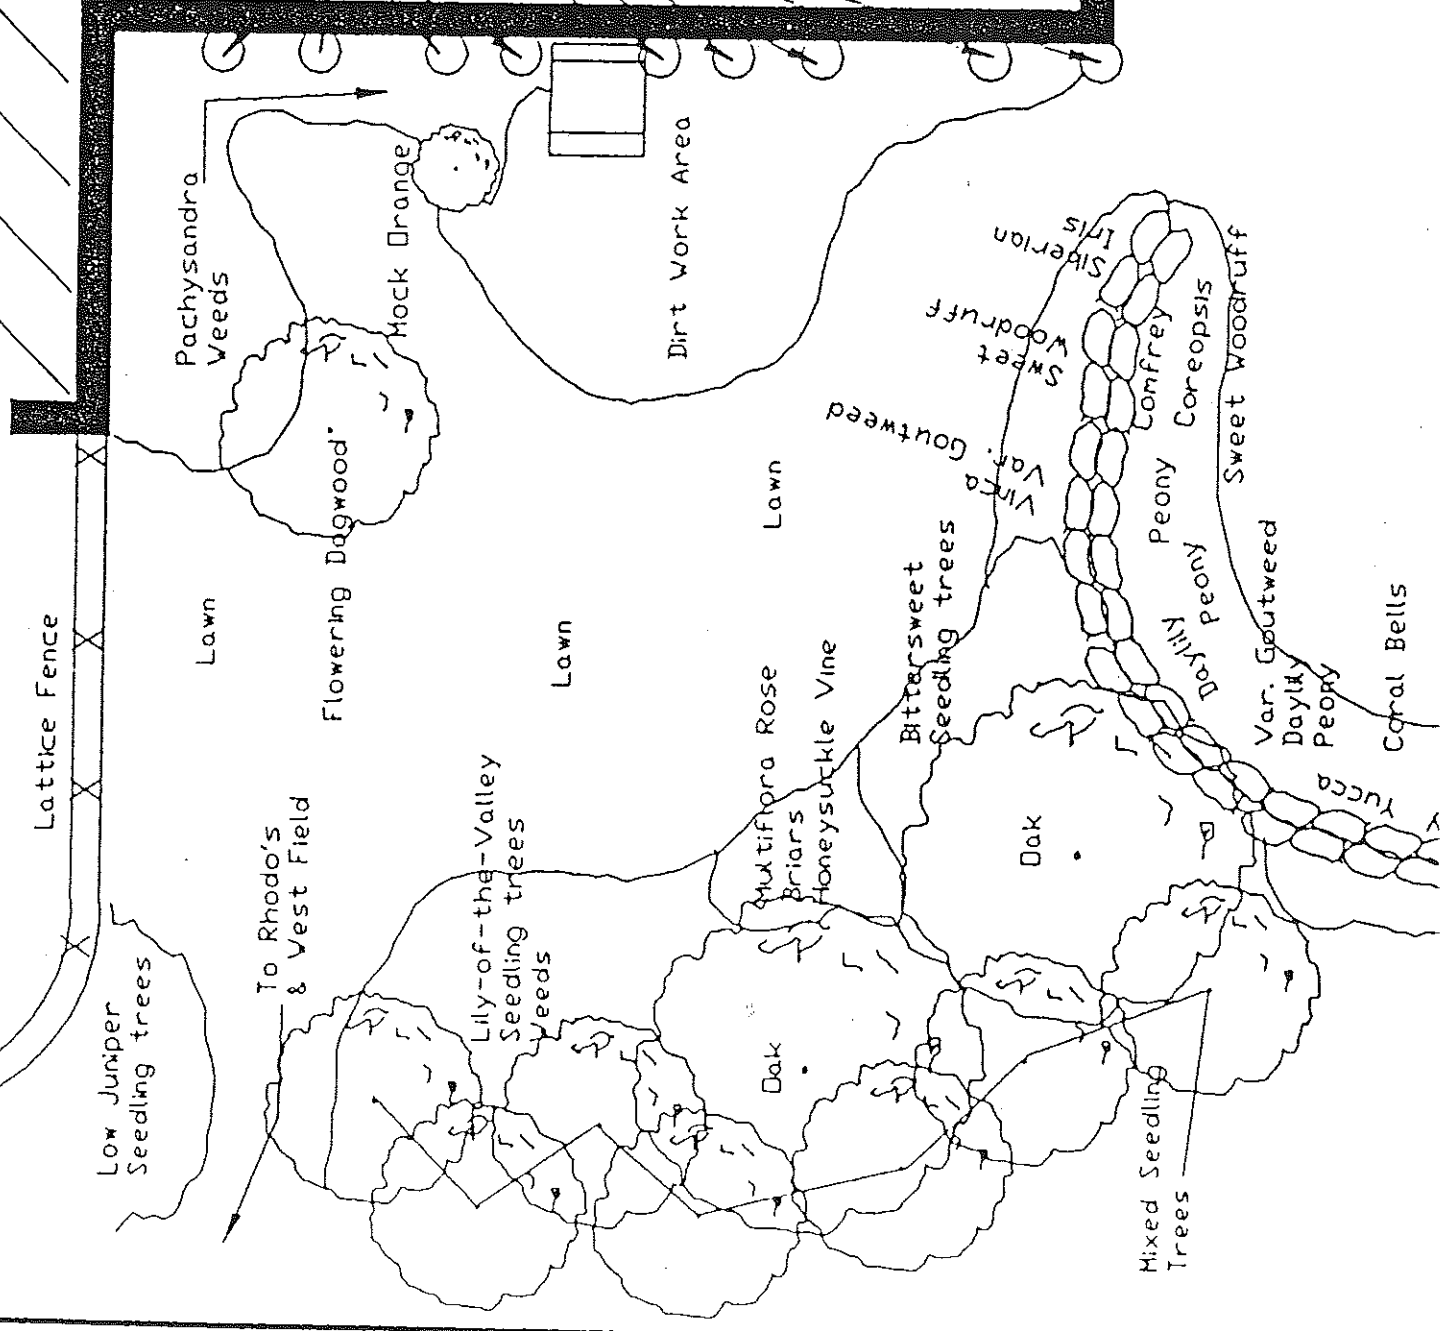 Lattice Fence
Low Juniper
Seedling trees
To Rhodo's
& West Field
Pachysandra
Weeds
Lawn
Flowering Dogwood
Mock Orange
Lily-of-the-Valley
Seedling trees
Weeds
Lawn
Dirt Work Area
Lawn
Multiflora Rose
Briars
Honeysuckle Vine
Oak
Bittersweet
Seedling trees
Vinca
Var. Goutweed
Sweet
Woodruff
Siberian
Iris
Oak
Comfrey
Coreopsis
Peony
Peony
Daylily
Sweet Woodruff
Mixed Seedling
Trees
Var. Goutweed
Daylily
Peony
Yucca
Coral Bells